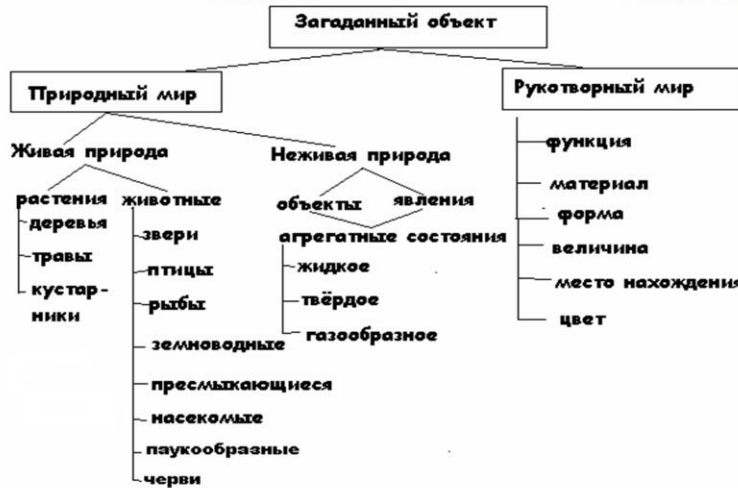 Загаданный объект
Природный мир
Рукотворный мир
Живая природа
Неживая природа
растения
деревья
травы
кустар-
ники
животные
звери
птицы
рыбы
земноводные
пресмыкающиеся
насекомые
паукообразные
черви
объекты
явления
агрегатные состояния
жидкое
твёрдое
газообразное
функция
материал
форма
величина
место нахождения
цвет